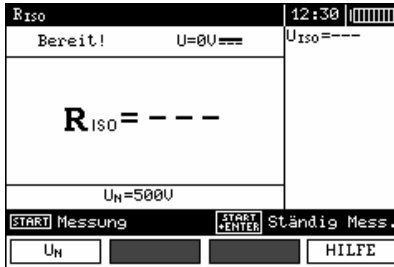 RISO 12:30
Bereit! U=0V
UISO=---
RISO=---
UN=500V
START Messung START +ENTER Ständig Mess.
UN HILFE